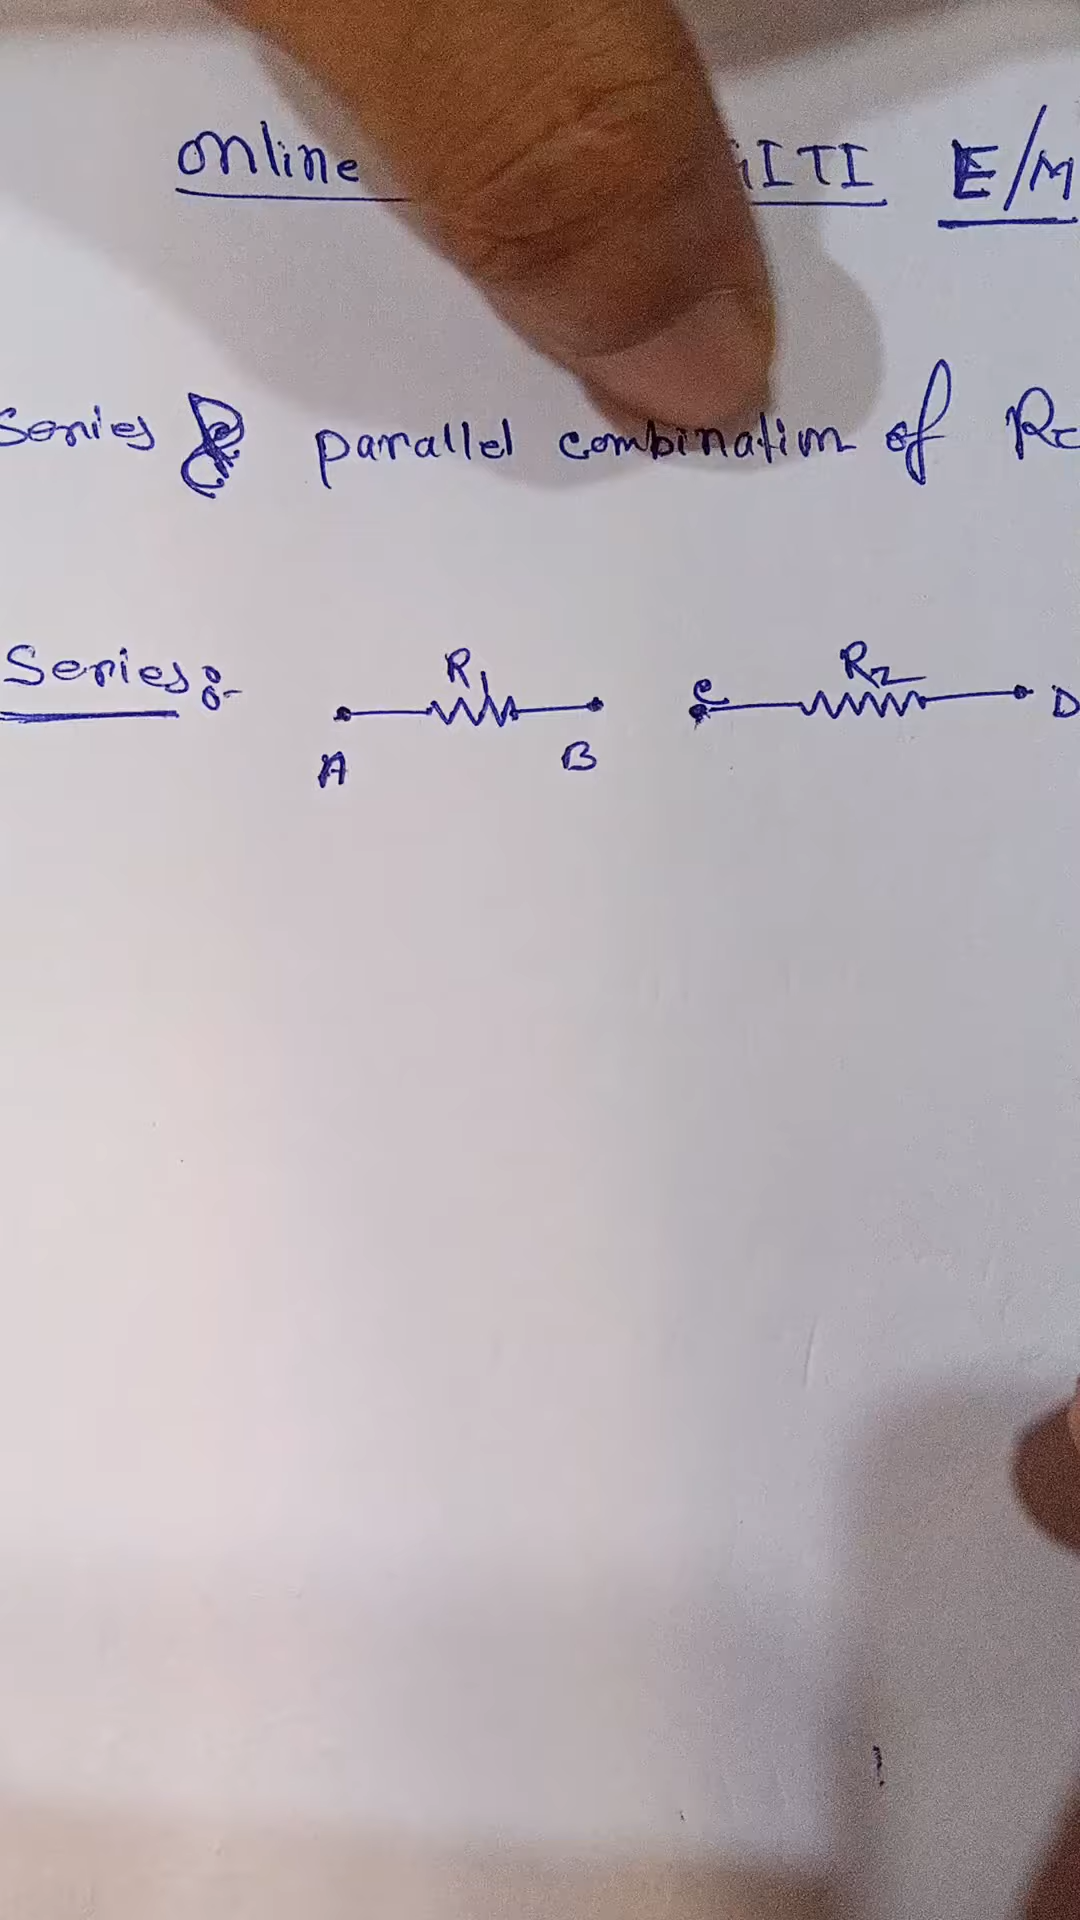 Online ITI E/M
Series & parallel combination of
Series:-
R1 R2
A B C D